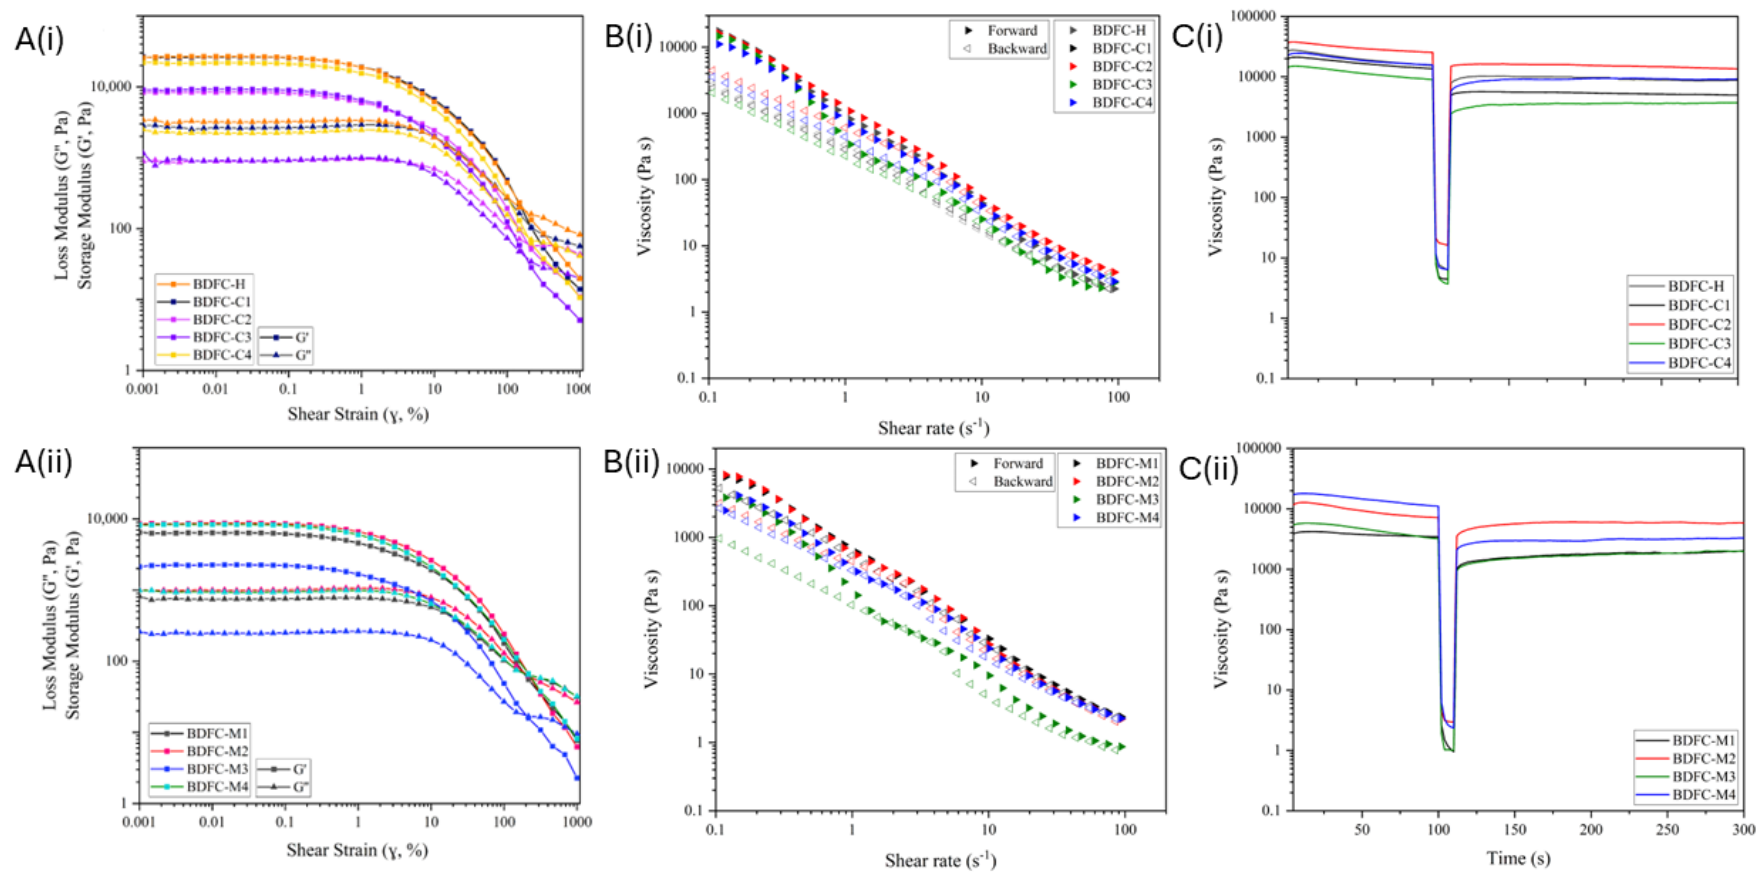 A(i)
Loss Modulus (G'', Pa)
Storage Modulus (G', Pa)
10,000
100
1
0.001
0.01
0.1
1
10
100
1000
Shear Strain (ɣ, %)
BDFC-H
BDFC-C1
BDFC-C2
BDFC-C3
BDFC-C4
G'
G''
B(i)
Viscosity (Pa s)
10000
1000
100
10
1
0.1
0.1
1
10
100
Shear rate (s⁻¹)
Forward
Backward
BDFC-H
BDFC-C1
BDFC-C2
BDFC-C3
BDFC-C4
C(i)
Viscosity (Pa s)
100000
10000
1000
100
10
1
0.1
BDFC-H
BDFC-C1
BDFC-C2
BDFC-C3
BDFC-C4
A(ii)
Loss Modulus (G'', Pa)
Storage Modulus (G', Pa)
10,000
100
1
0.001
0.01
0.1
1
10
100
1000
Shear Strain (ɣ, %)
BDFC-M1
BDFC-M2
BDFC-M3
BDFC-M4
G'
G''
B(ii)
Viscosity (Pa s)
10000
1000
100
10
1
0.1
0.1
1
10
100
Shear rate (s⁻¹)
Forward
Backward
BDFC-M1
BDFC-M2
BDFC-M3
BDFC-M4
C(ii)
Viscosity (Pa s)
100000
10000
1000
100
10
1
0.1
50
100
150
200
250
300
Time (s)
BDFC-M1
BDFC-M2
BDFC-M3
BDFC-M4